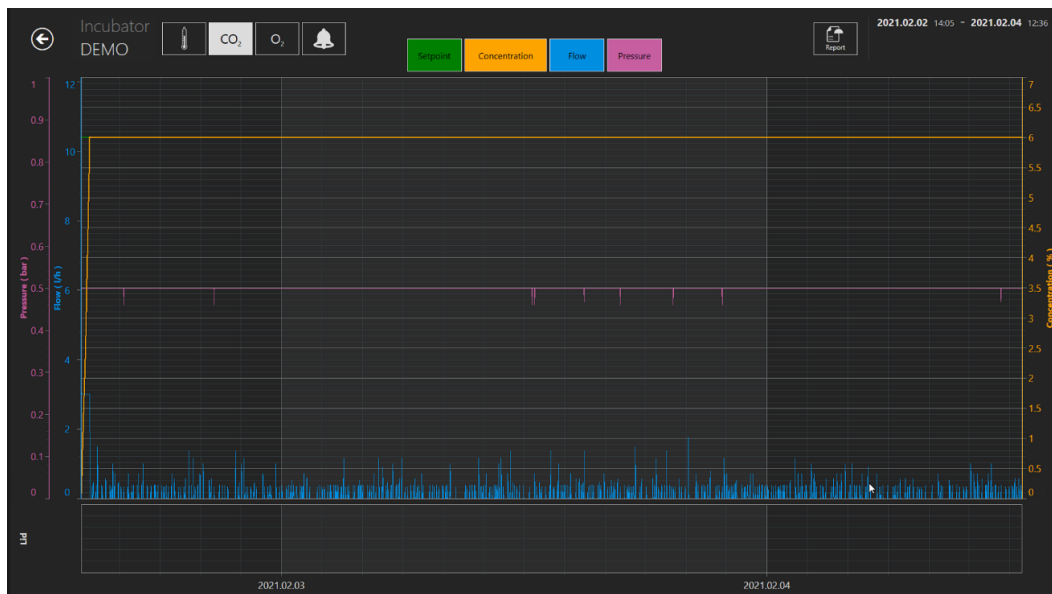 Incubator
DEMO
CO₂
O₂
Report
2021.02.02 14:05 - 2021.02.04 12:36
Setpoint
Concentration
Flow
Pressure
Pressure ( bar )
1
0.9
0.8
0.7
0.6
0.5
0.4
0.3
0.2
0.1
0
Flow ( l/h )
12
10
8
6
4
2
0
7
6.5
6
5.5
5
4.5
4
3.5
3
2.5
2
1.5
1
0.5
0
Concentration ( % )
Lid
2021.02.03
2021.02.04